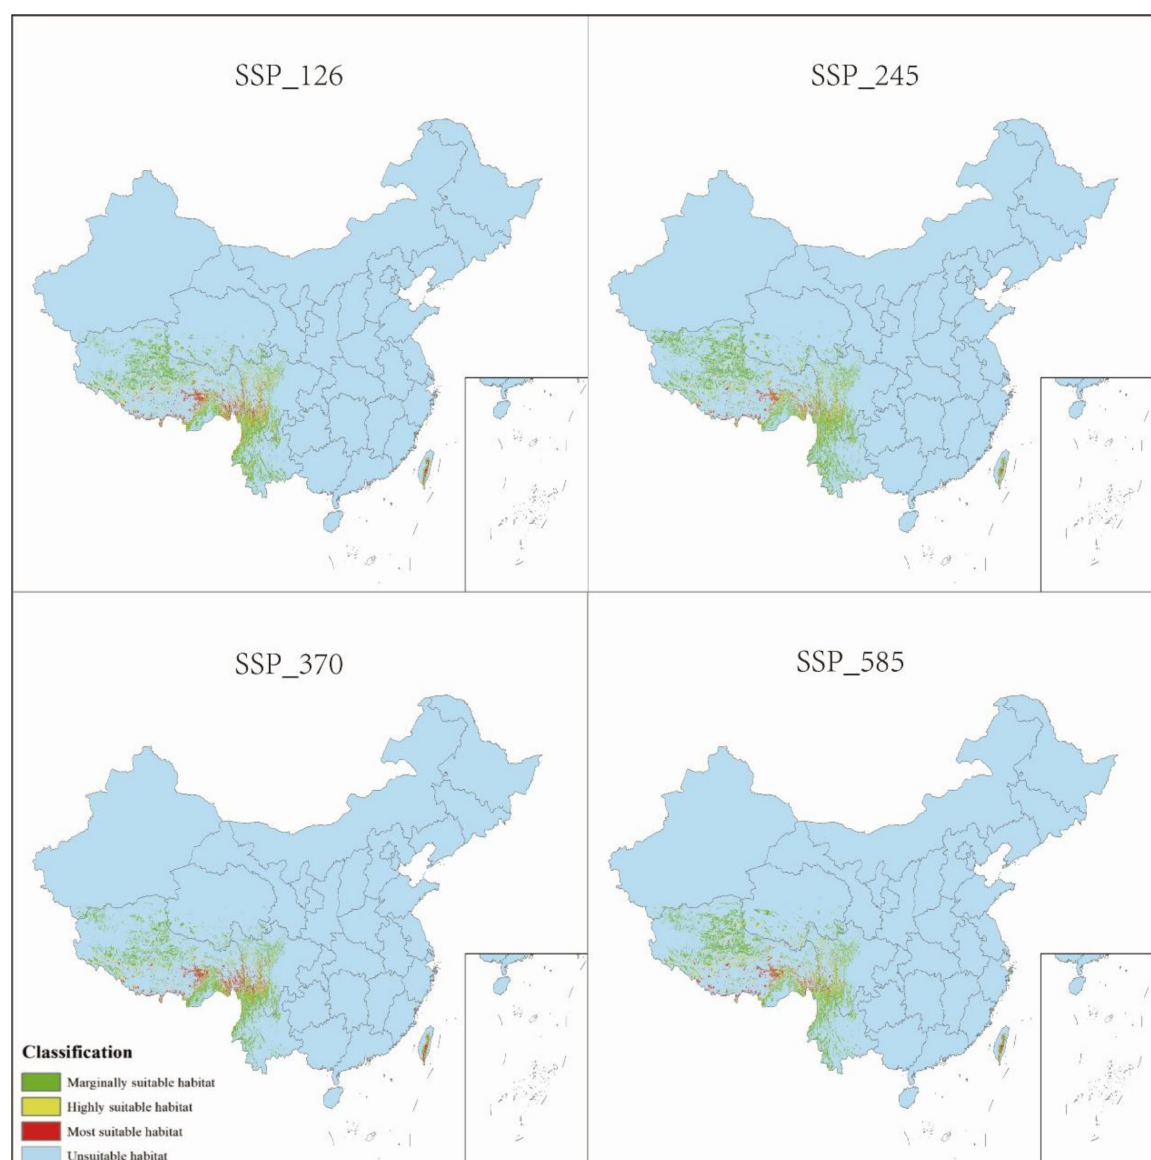 SSP_126
SSP_245
SSP_370
SSP_585
Classification
Marginally suitable habitat
Highly suitable habitat
Most suitable habitat
Unsuitable habitat